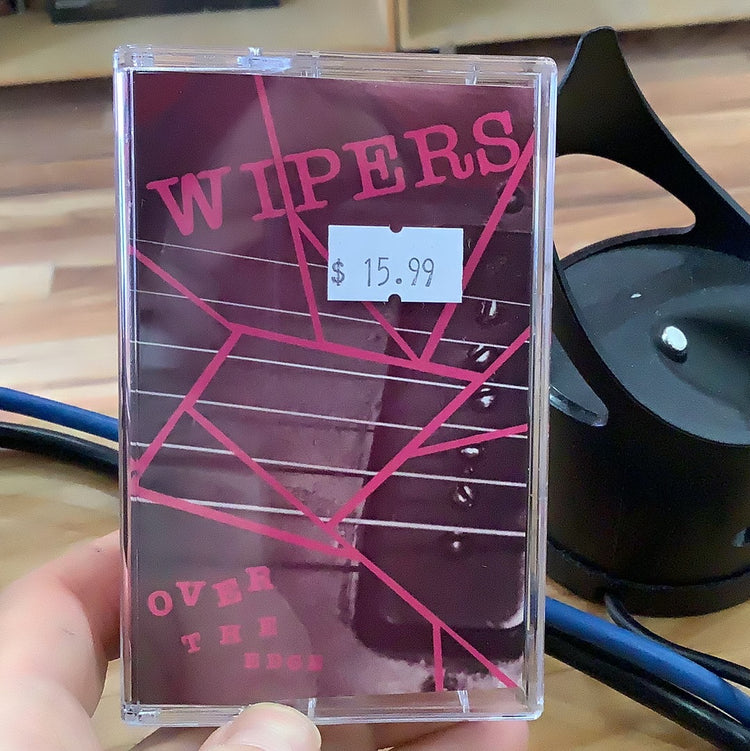 WIPERS
$ 15.99
OVER
THE
EDGE